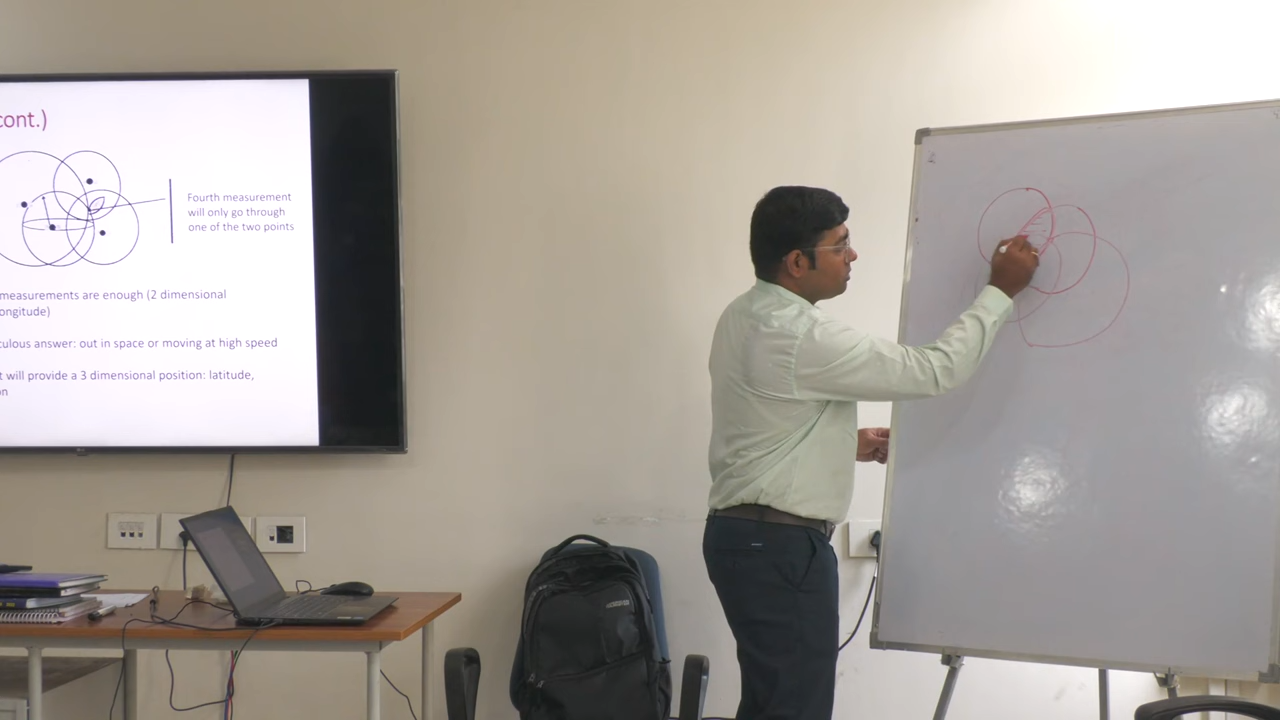 cont.)
Fourth measurement
will only go through
one of the two points
measurements are enough (2 dimensional
ongitude)
culous answer: out in space or moving at high speed
t will provide a 3 dimensional position: latitude,
on